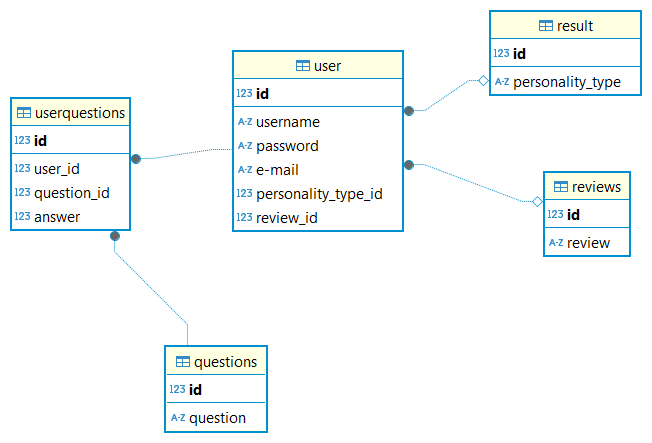 result
123 id
A-Z personality_type
user
123 id
A-Z username
A-Z password
A-Z e-mail
123 personality_type_id
123 review_id
userquestions
123 id
123 user_id
123 question_id
123 answer
reviews
123 id
A-Z review
questions
123 id
A-Z question